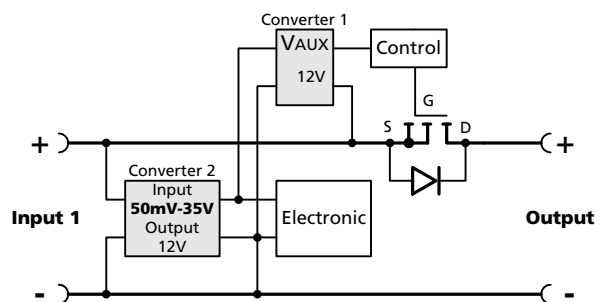 Converter 1
VAUX
12V
Control
G
S
D
+
+
Converter 2
Input
50mV-35V
Output
12V
Electronic
Input 1
Output
-
-